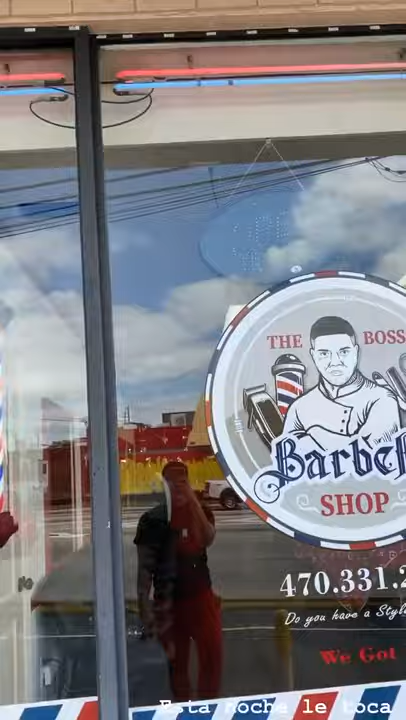 THE BOSS
Barber
SHOP
470.331.2
Do you have a Styl
We Got
Esta noche le toca